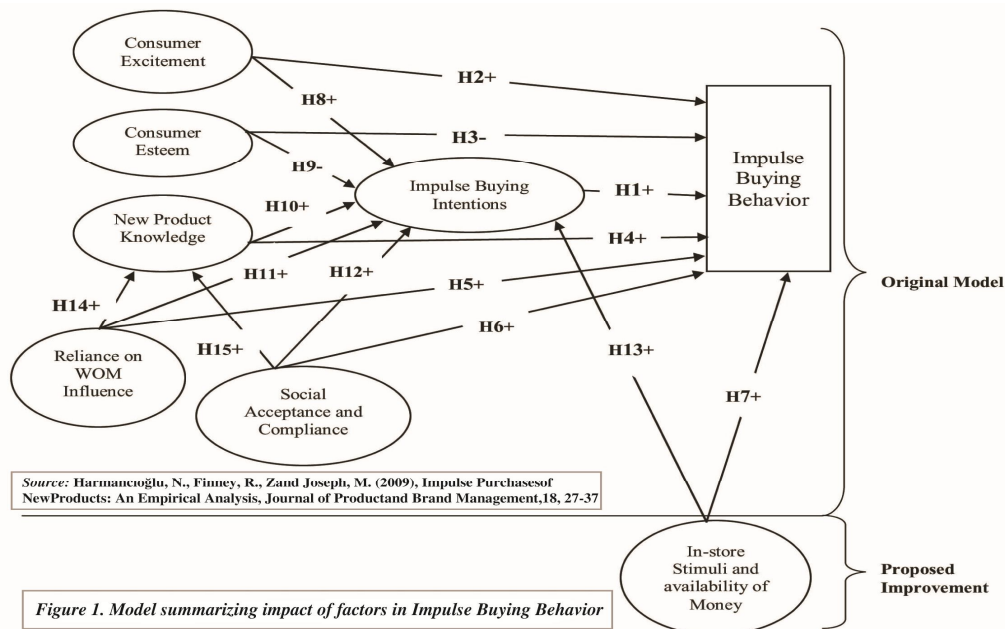 Consumer
Excitement
H2+
H8+
Consumer
Esteem
H3-
H9-
Impulse Buying
Intentions
H1+
Impulse
Buying
Behavior
H10+
New Product
Knowledge
H4+
H11+
H12+
H5+
Original Model
H14+
H6+
H15+
H13+
Reliance on
WOM
Influence
Social
Acceptance and
Compliance
H7+
Source: Harmancıoğlu, N., Finney, R., Zand Joseph, M. (2009), Impulse Purchasesof
NewProducts: An Empirical Analysis, Journal of Productand Brand Management,18, 27-37
In-store
Stimuli and
availability of
Money
Proposed
Improvement
Figure 1. Model summarizing impact of factors in Impulse Buying Behavior